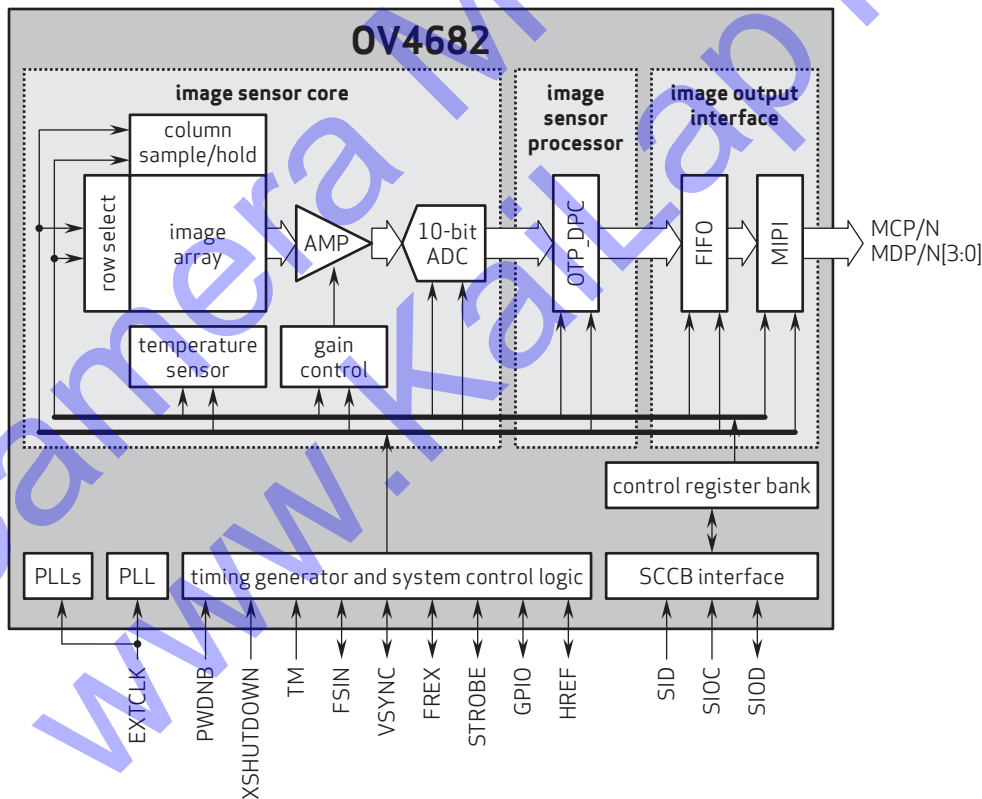 OV4682
image sensor core
image
sensor
processor
image output
interface
column
sample/hold
row select
image
array
AMP
10-bit
ADC
OTP_DPC
FIFO
MIPI
MCP/N
MDP/N[3:0]
temperature
sensor
gain
control
control register bank
PLLs
PLL
timing generator and system control logic
SCCB interface
EXTCLK
PWDNB
XSHUTDOWN
TM
FSIN
VSYNC
FREX
STROBE
GPIO
HREF
SID
SIOC
SIOD